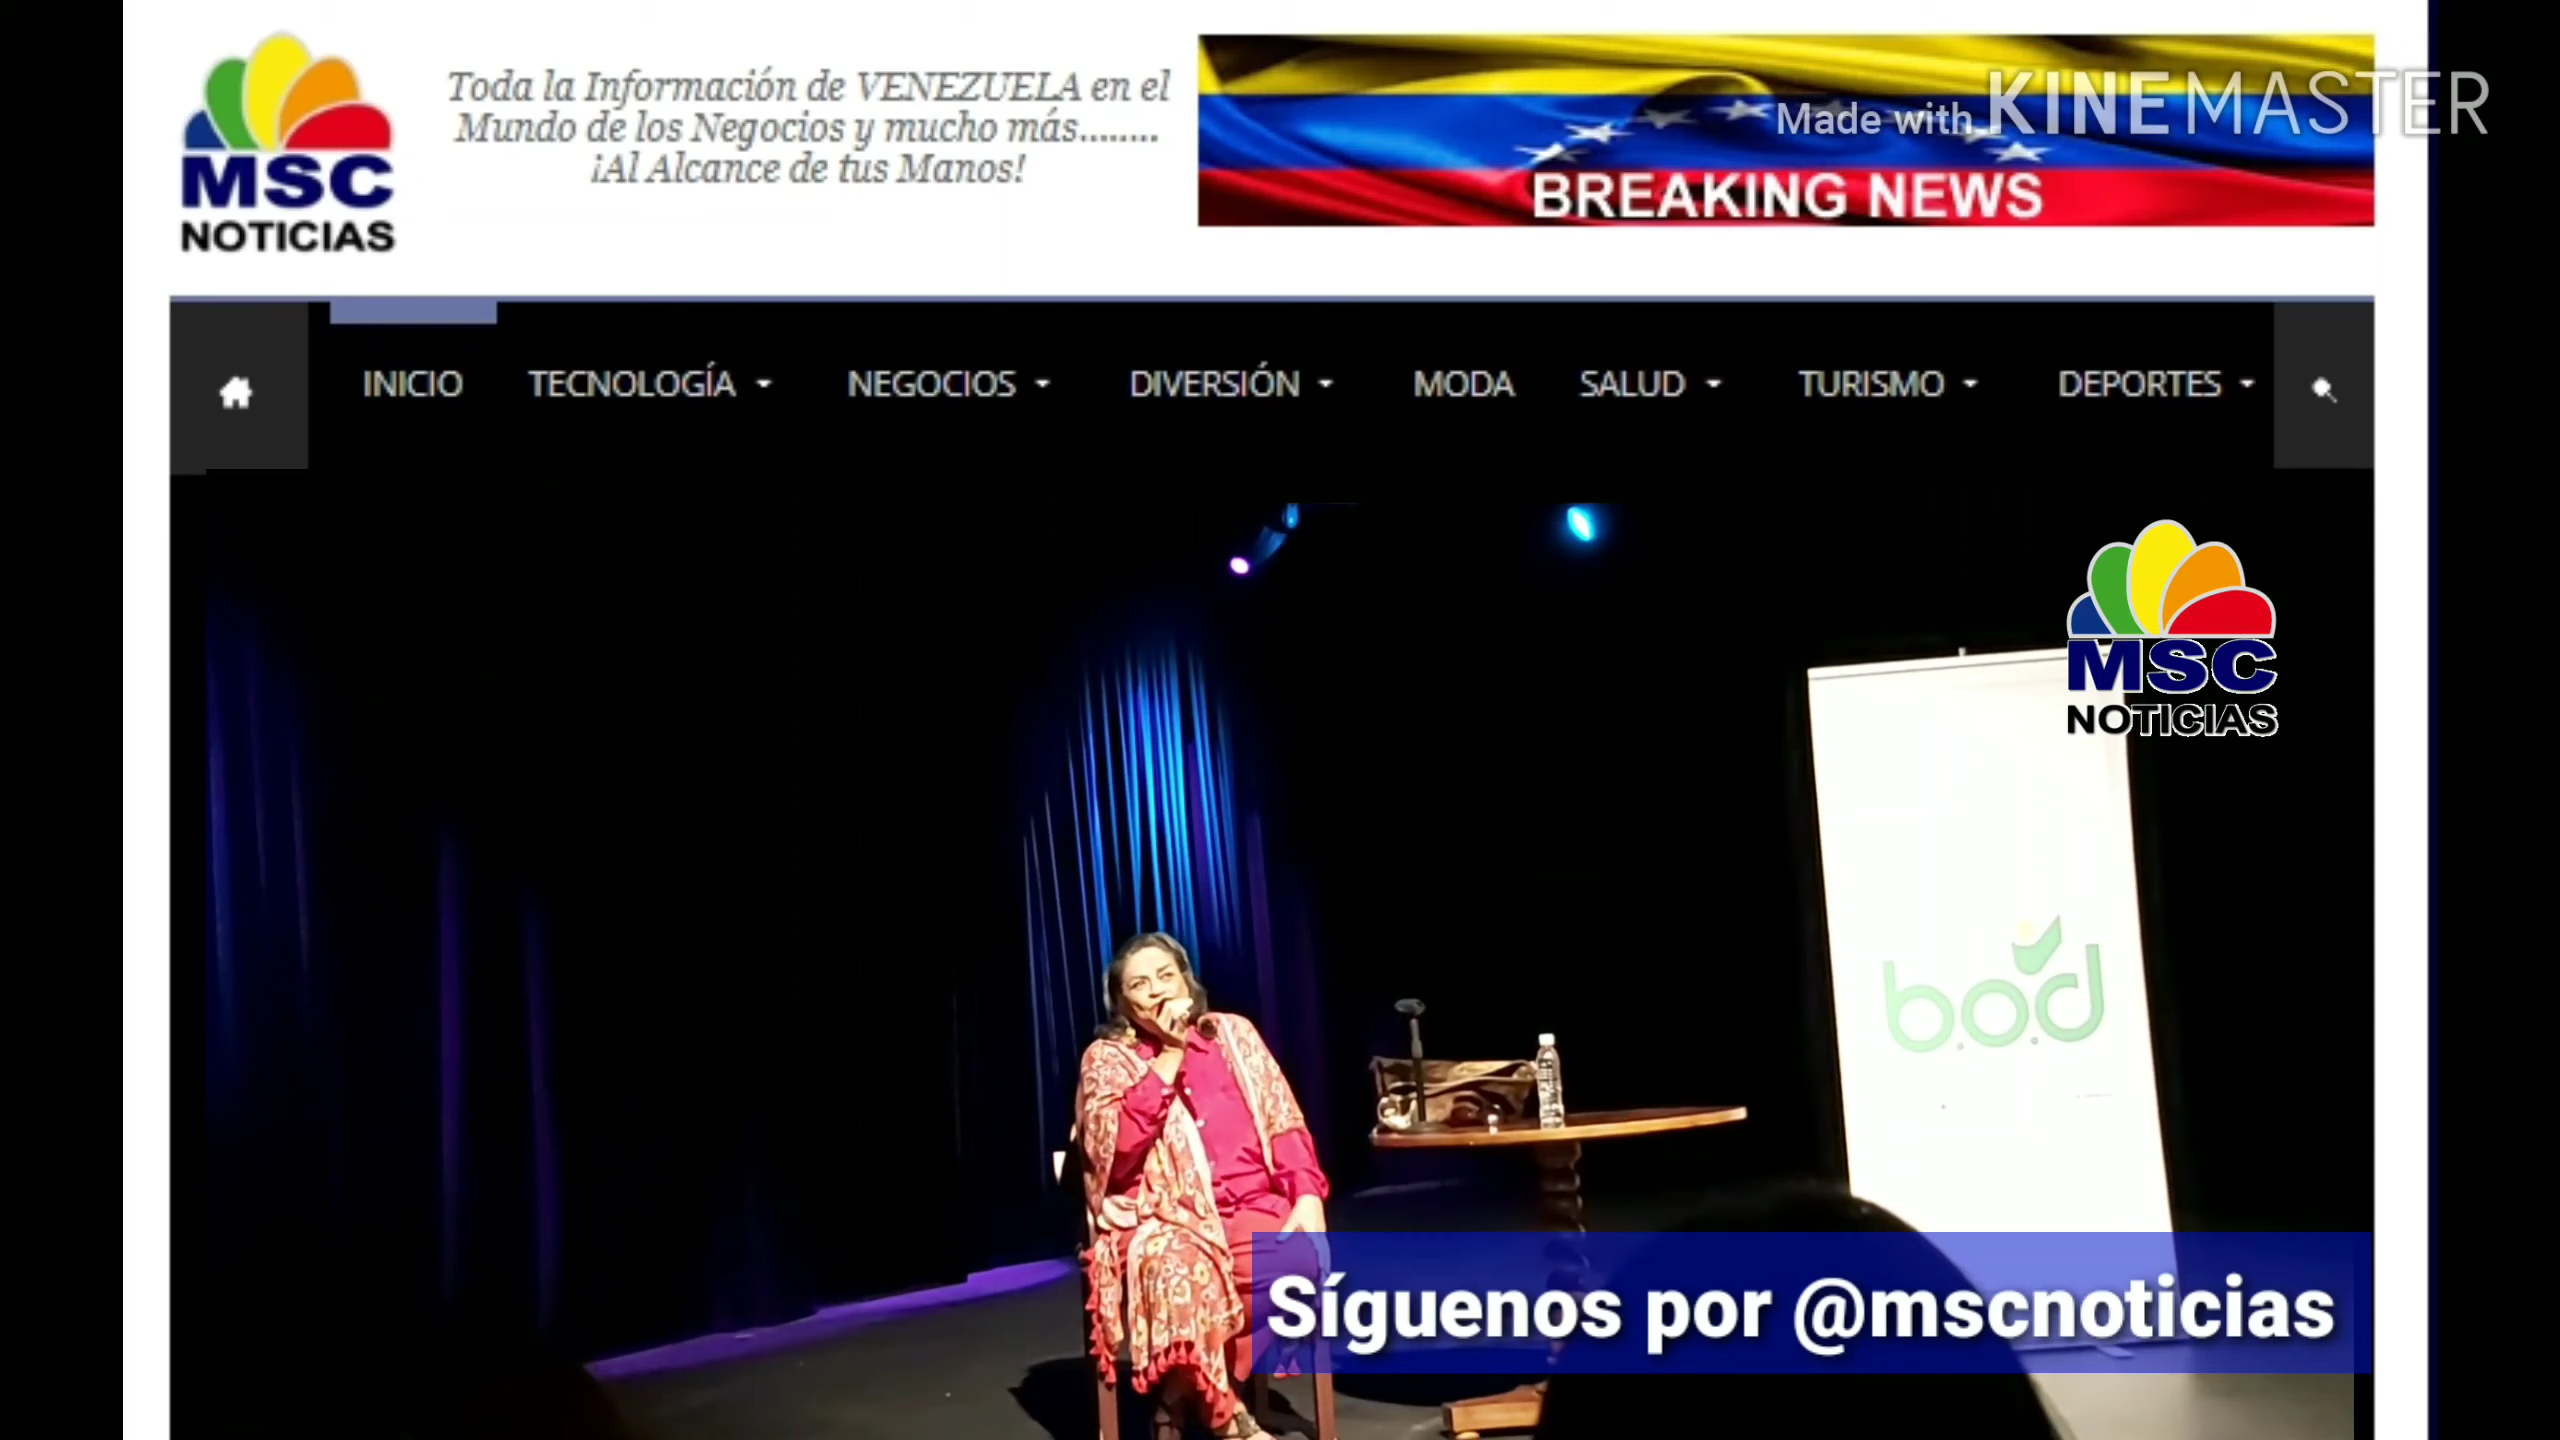 MSC
NOTICIAS
Toda la Información de VENEZUELA en el
Mundo de los Negocios y mucho más........
¡Al Alcance de tus Manos!
Made with KINEMASTER
BREAKING NEWS
INICIO TECNOLOGÍA NEGOCIOS DIVERSIÓN MODA SALUD TURISMO DEPORTES
MSC
NOTICIAS
b.o.d
Síguenos por @mscnoticias